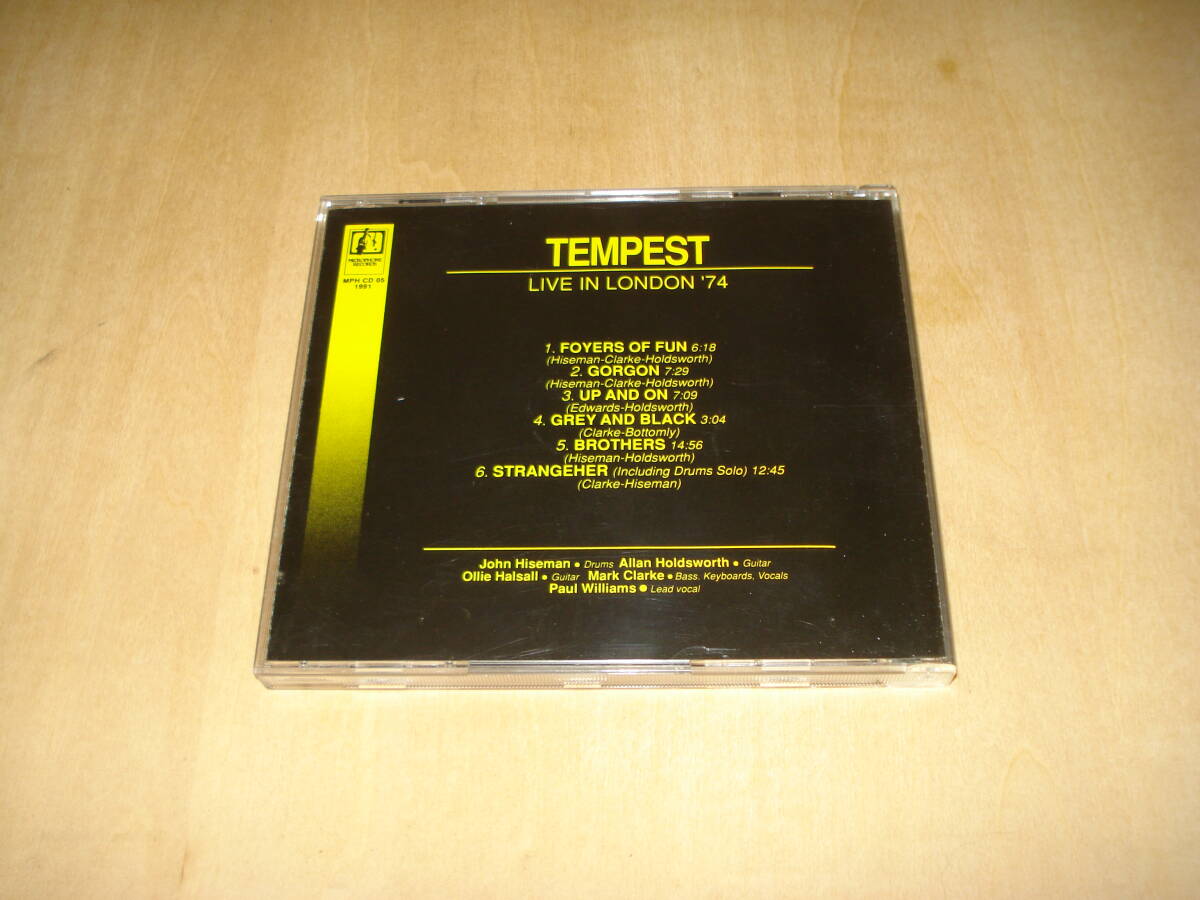 MICROPHONE
RECORDS
MPH CD 05
1991
TEMPEST
LIVE IN LONDON '74
1. FOYERS OF FUN 6:18
(Hiseman-Clarke-Holdsworth)
2. GORGON 7:29
(Hiseman-Clarke-Holdsworth)
3. UP AND ON 7:09
(Edwards-Holdsworth)
4. GREY AND BLACK 3:04
(Clarke-Bottomly)
5. BROTHERS 14:56
(Hiseman-Holdsworth)
6. STRANGEHER (Including Drums Solo) 12:45
(Clarke-Hiseman)
John Hiseman • Drums Allan Holdsworth • Guitar
Ollie Halsall • Guitar Mark Clarke • Bass, Keyboards, Vocals
Paul Williams • Lead vocal